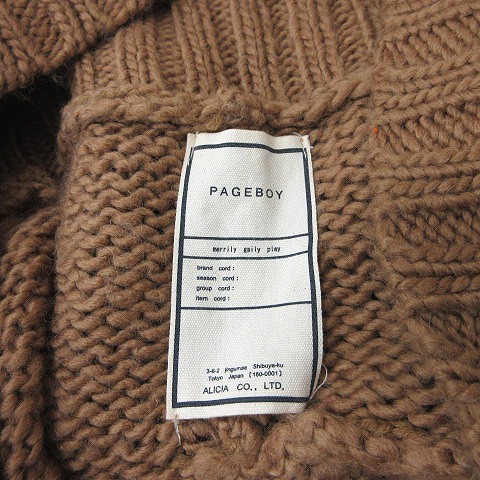 PAGEBOY
merrily gaily play
brand cord :
season cord :
group cord :
item cord :
3-6-2 jingumae Shibuya-ku
Tokyo Japan (150-0001)
ALICIA CO., LTD.